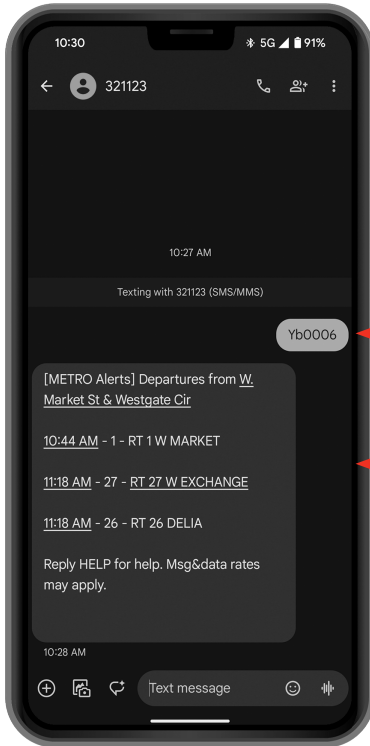 10:30
5G 91%
321123
10:27 AM
Texting with 321123 (SMS/MMS)
Yb0006
[METRO Alerts] Departures from W.
Market St & Westgate Cir
10:44 AM - 1 - RT 1 W MARKET
11:18 AM - 27 - RT 27 W EXCHANGE
11:18 AM - 26 - RT 26 DELIA
Reply HELP for help. Msg&data rates
may apply.
10:28 AM
Text message